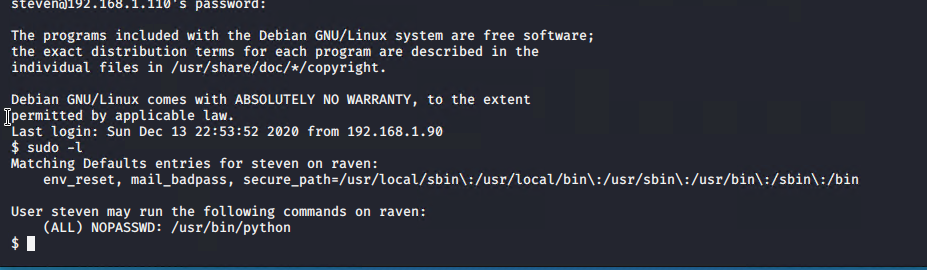 steven@192.168.1.110's password:
The programs included with the Debian GNU/Linux system are free software;
the exact distribution terms for each program are described in the
individual files in /usr/share/doc/*/copyright.
Debian GNU/Linux comes with ABSOLUTELY NO WARRANTY, to the extent
permitted by applicable law.
Last login: Sun Dec 13 22:53:52 2020 from 192.168.1.90
$ sudo -l
Matching Defaults entries for steven on raven:
    env_reset, mail_badpass, secure_path=/usr/local/sbin\:/usr/local/bin\:/usr/sbin\:/usr/bin\:/sbin\:/bin
User steven may run the following commands on raven:
    (ALL) NOPASSWD: /usr/bin/python
$